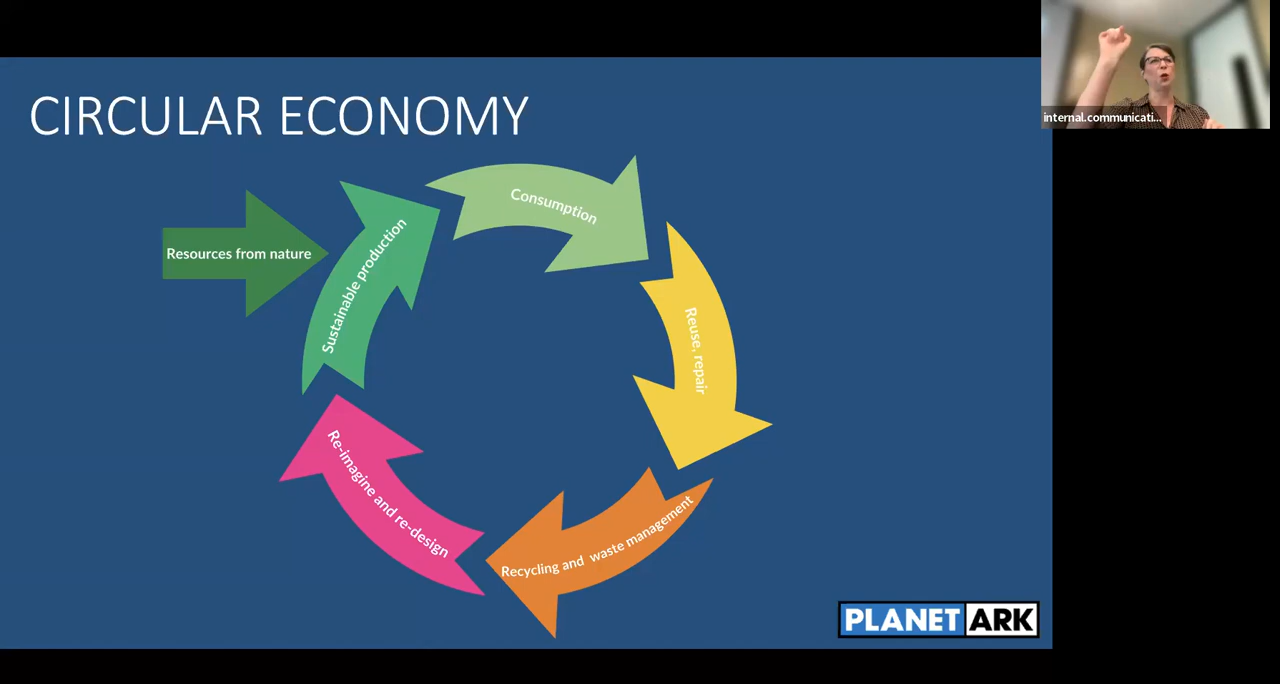 internal.communicati...
CIRCULAR ECONOMY
Consumption
Resources from nature
Sustainable production
Reuse, repair
Re-imagine and re-design
Recycling and waste management
PLANET ARK